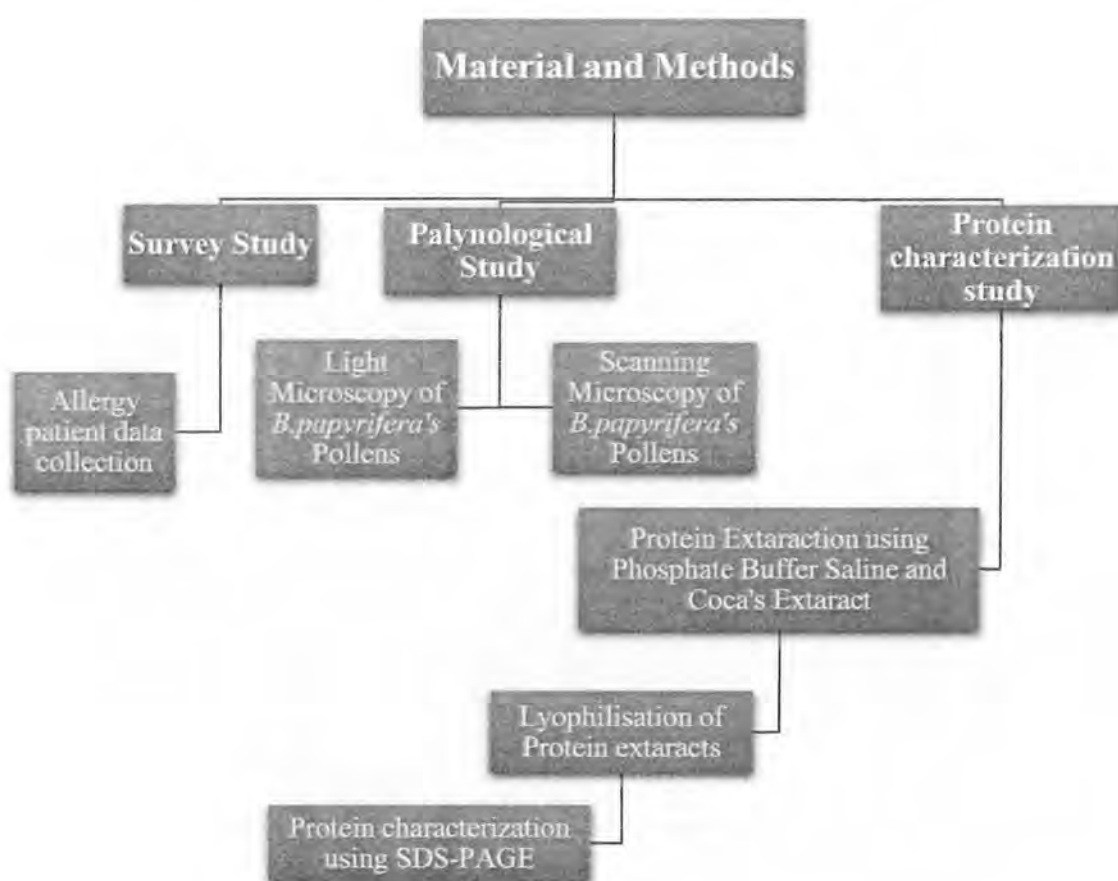 Material and Methods
Survey Study
Palynological
Study
Protein
characterization
study
Allergy
patient data
collection
Light
Microscopy of
B.papyrifera's
Pollens
Scanning
Microscopy of
B.papyrifera's
Pollens
Protein Extaraction using
Phosphate Buffer Saline and
Coca's Extaract
Lyophilisation of
Protein extaracts
Protein characterization
using SDS-PAGE